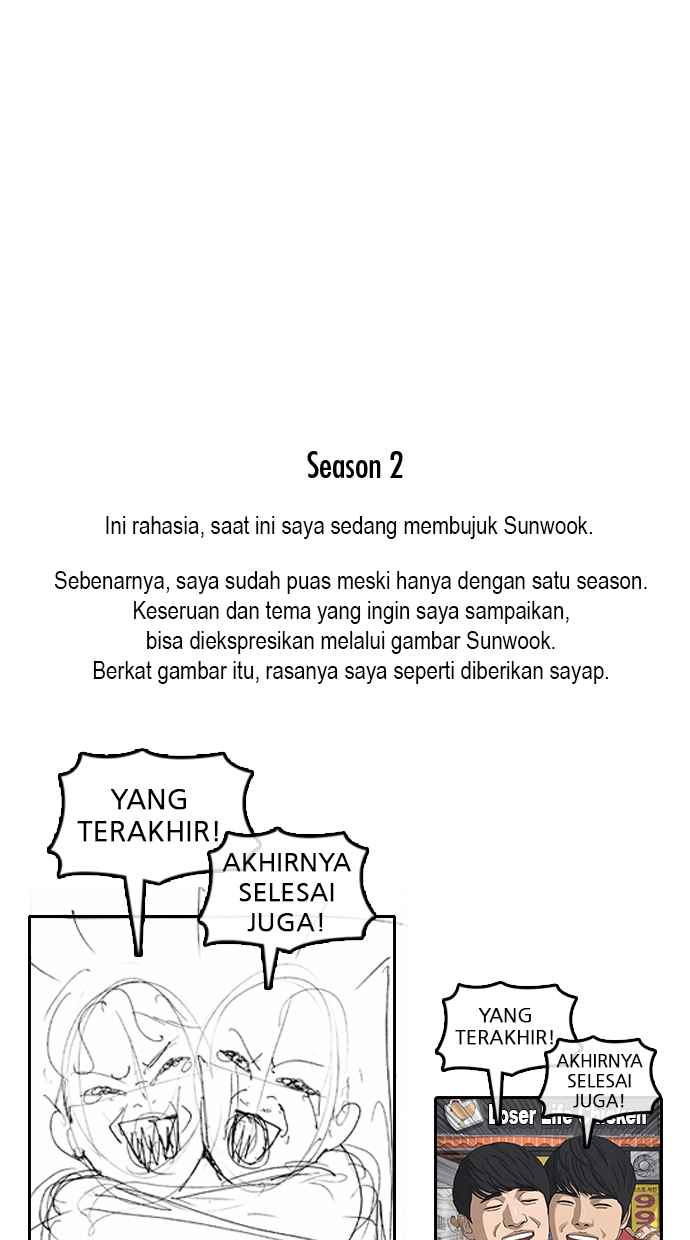 Season 2
Ini rahasia, saat ini saya sedang membujuk Sunwook.
Sebenarnya, saya sudah puas meski hanya dengan satu season.
Keseruan dan tema yang ingin saya sampaikan,
bisa diekspresikan melalui gambar Sunwook.
Berkat gambar itu, rasanya saya seperti diberikan sayap.
YANG
TERAKHIR!
AKHIRNYA
SELESAI
JUGA!
YANG
TERAKHIR!
AKHIRNYA
SELESAI
JUGA!
Loser Life